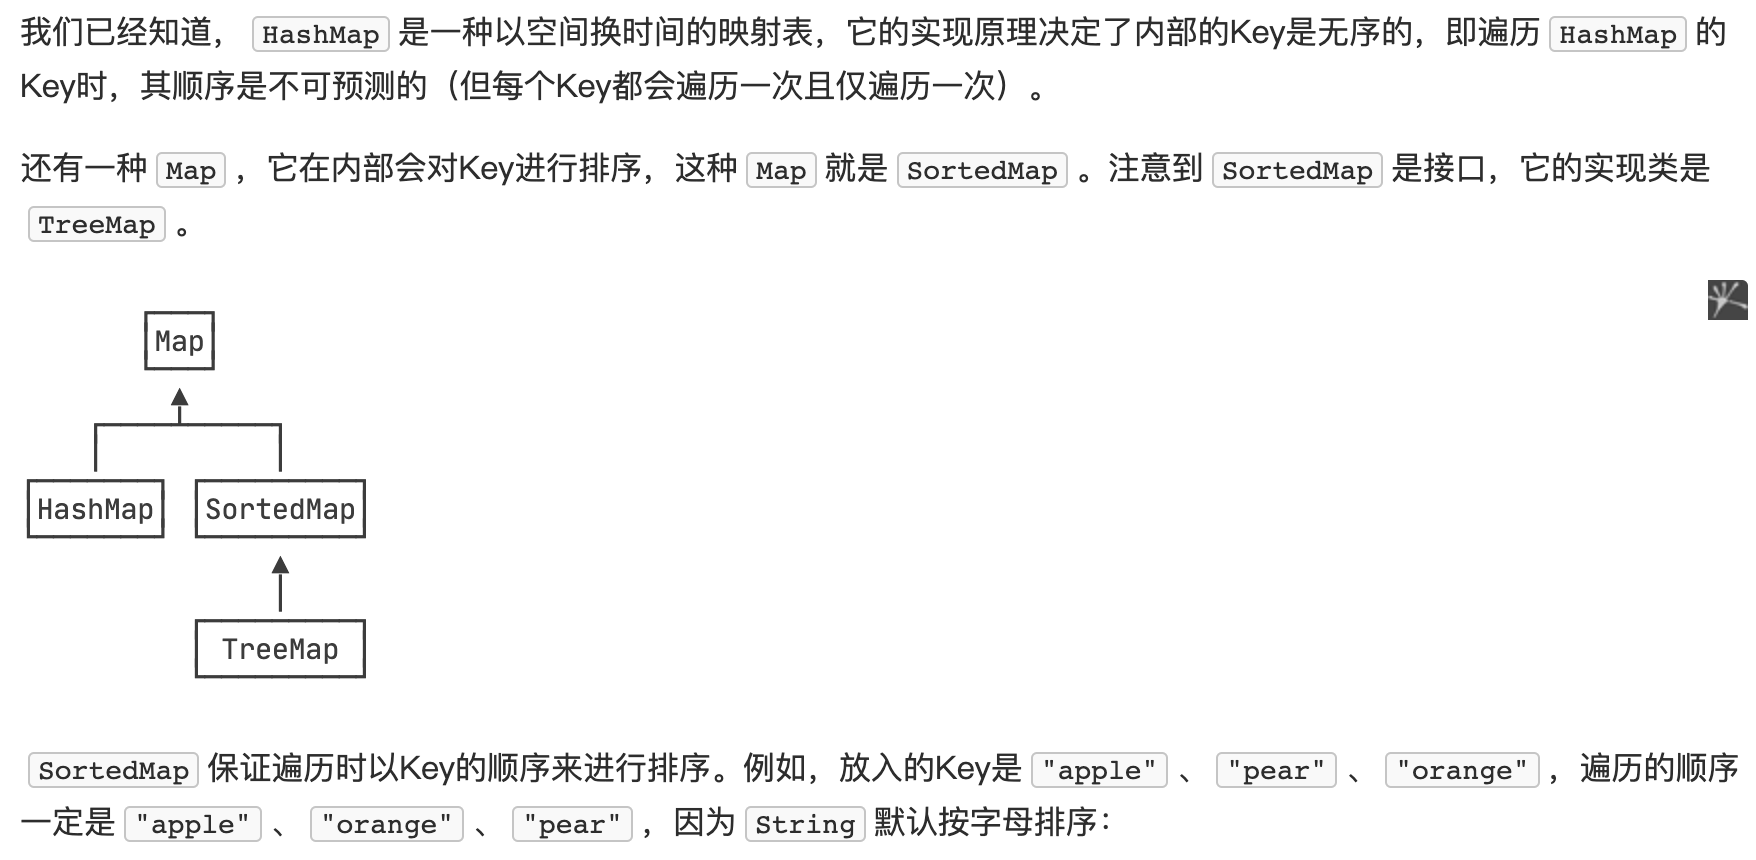 我们已经知道， HashMap 是一种以空间换时间的映射表，它的实现原理决定了内部的Key是无序的，即遍历 HashMap 的
Key时，其顺序是不可预测的（但每个Key都会遍历一次且仅遍历一次）。
还有一种 Map ，它在内部会对Key进行排序，这种 Map 就是 SortedMap 。注意到 SortedMap 是接口，它的实现类是
TreeMap 。
Map
HashMap SortedMap
TreeMap
SortedMap 保证遍历时以Key的顺序来进行排序。例如，放入的Key是 "apple" 、 "pear" 、 "orange" ，遍历的顺序
一定是 "apple" 、 "orange" 、 "pear" ，因为 String 默认按字母排序：